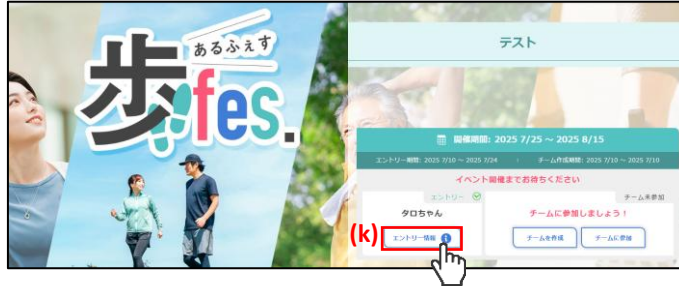 あるふぇす
歩fes.
テスト
開催期間: 2025 7/25 ～ 2025 8/15
エントリー期間: 2025 7/10 ～ 2025 7/24
チーム作成期間: 2025 7/10 ～ 2025 7/10
イベント開催までお待ちください
エントリー
チーム未参加
タロちゃん
チームに参加しましょう！
(k)
エントリー情報
チームを作成
チームに参加